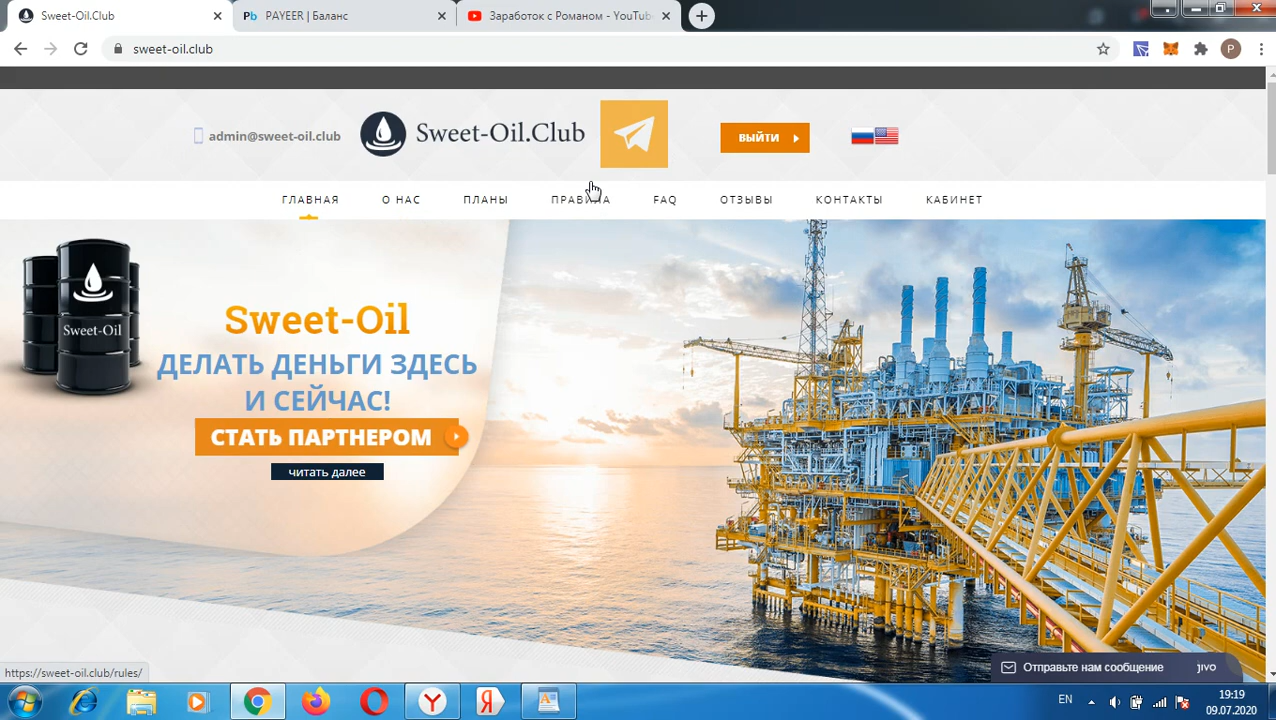 Sweet-Oil.Club
PAYEER | Баланс
Заработок с Романом - YouTube
sweet-oil.club
P
admin@sweet-oil.club
Sweet-Oil.Club
ВЫЙТИ
ГЛАВНАЯ О НАС ПЛАНЫ ПРАВИЛА FAQ ОТЗЫВЫ КОНТАКТЫ КАБИНЕТ
Sweet-Oil
Sweet-Oil
ДЕЛАТЬ ДЕНЬГИ ЗДЕСЬ
И СЕЙЧАС!
СТАТЬ ПАРТНЕРОМ
читать далее
Отправьте нам сообщение
jivo
https://sweet-oil.club/rules/
EN
19:19
09.07.2020